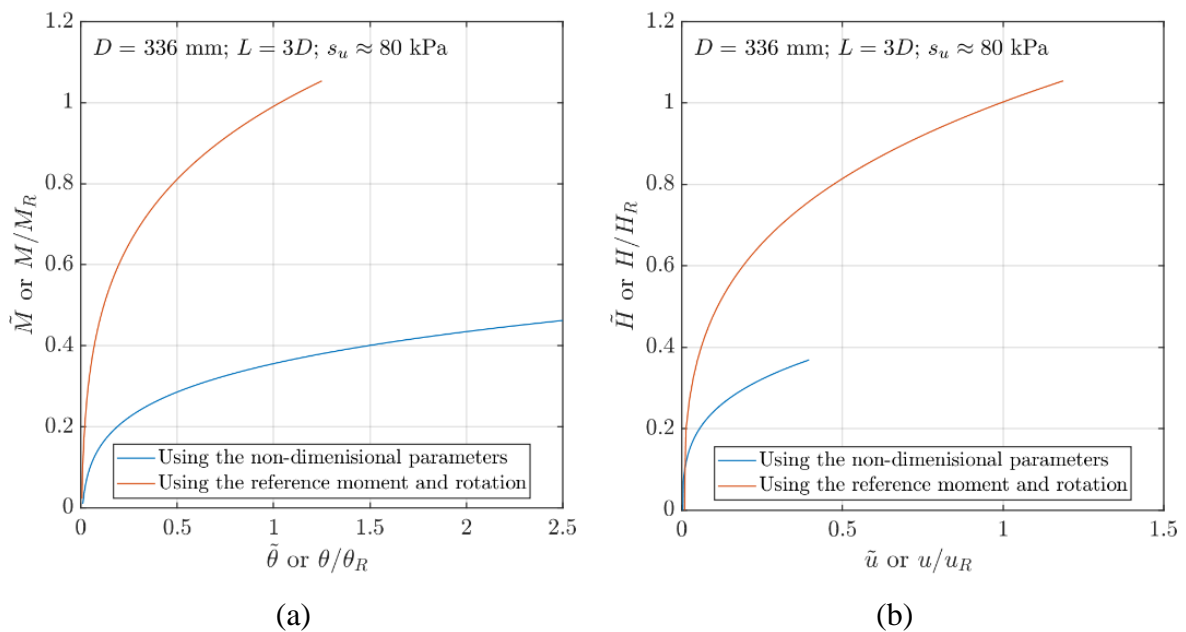 D = 336 mm; L = 3D; s_u ≈ 80 kPa
1.2
1
0.8
0.6
0.4
0.2
0
M̃ or M/M_R
Using the non-dimenisional parameters
Using the reference moment and rotation
0 0.5 1 1.5 2 2.5
θ̃ or θ/θ_R
(a)
D = 336 mm; L = 3D; s_u ≈ 80 kPa
1.2
1
0.8
0.6
0.4
0.2
0
H̃ or H/H_R
Using the non-dimenisional parameters
Using the reference moment and rotation
0 0.5 1 1.5
ũ or u/u_R
(b)